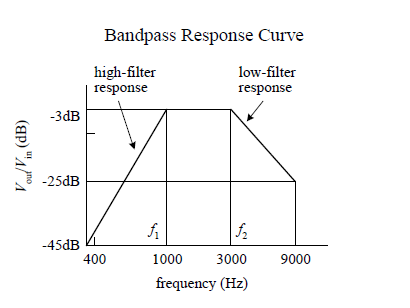 Bandpass Response Curve
high-filter
response
low-filter
response
-3dB
-25dB
-45dB
Vout/Vin (dB)
f1
f2
400
1000
3000
9000
frequency (Hz)